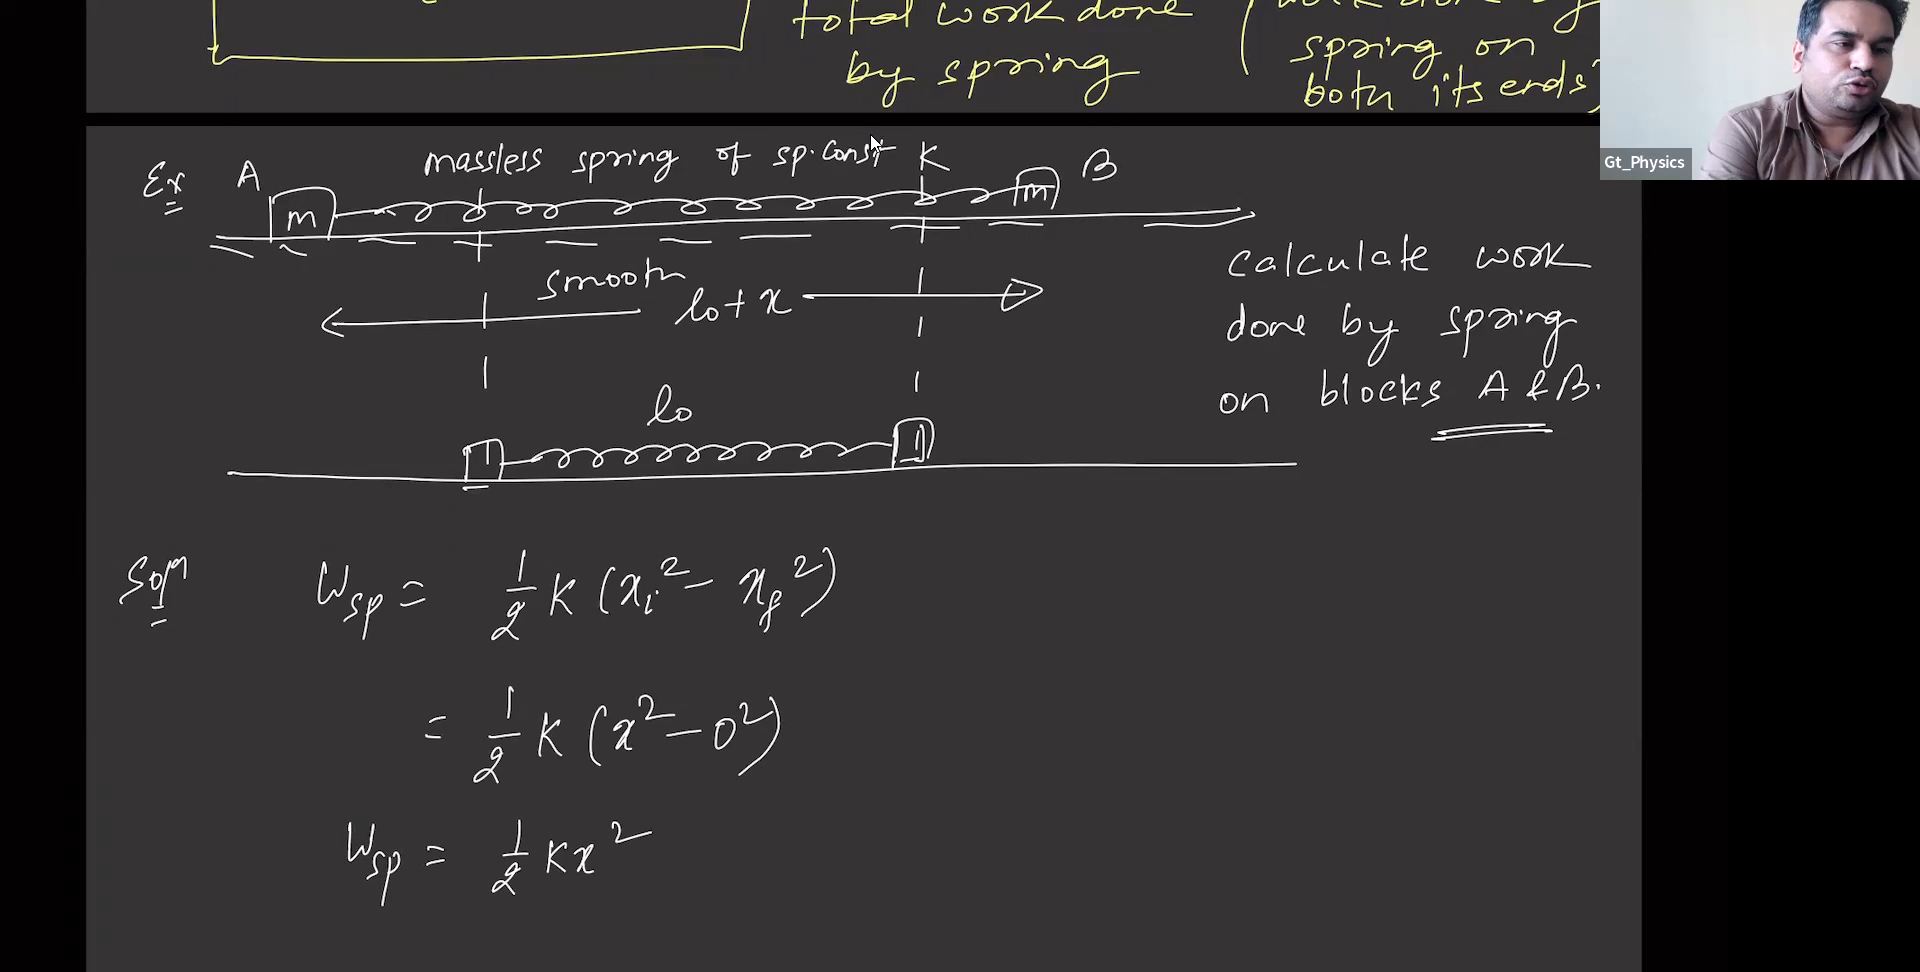 total work done
by spring
spring on
both its ends)
Gt_Physics
Ex A massless spring of sp. const K B
m m
smooth
lo + x
calculate work
done by spring
on blocks A & B.
lo
Soln Wsp = 1/2 K (xi² - xf²)
= 1/2 K (x² - 0²)
Wsp = 1/2 Kx²